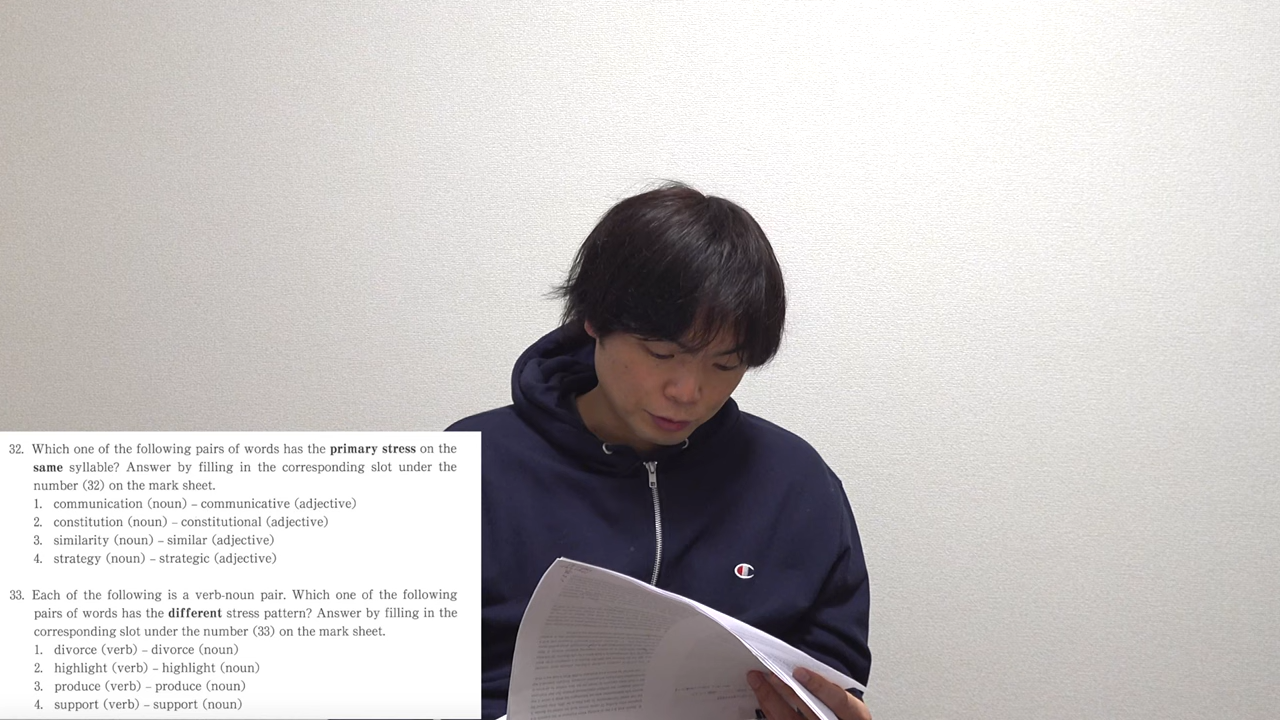 32. Which one of the following pairs of words has the primary stress on the
same syllable? Answer by filling in the corresponding slot under the
number (32) on the mark sheet.
1. communication (noun) – communicative (adjective)
2. constitution (noun) – constitutional (adjective)
3. similarity (noun) – similar (adjective)
4. strategy (noun) – strategic (adjective)
33. Each of the following is a verb-noun pair. Which one of the following
pairs of words has the different stress pattern? Answer by filling in the
corresponding slot under the number (33) on the mark sheet.
1. divorce (verb) – divorce (noun)
2. highlight (verb) – highlight (noun)
3. produce (verb) – produce (noun)
4. support (verb) – support (noun)